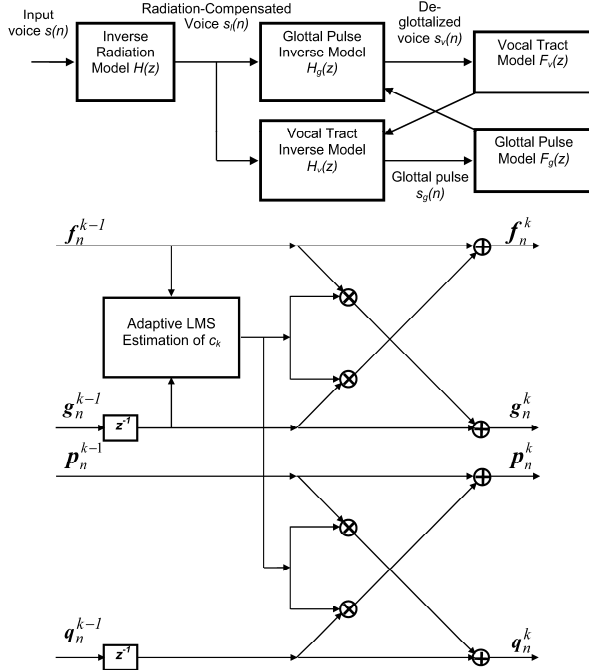 Input
voice s(n)
Radiation-Compensated
Voice s_l(n)
De-
glottalized
voice s_v(n)
Inverse
Radiation
Model H(z)
Glottal Pulse
Inverse Model
H_g(z)
Vocal Tract
Model F_v(z)
Vocal Tract
Inverse Model
H_v(z)
Glottal Pulse
Model F_g(z)
Glottal pulse
s_g(n)
f_n^{k-1}
f_n^k
Adaptive LMS
Estimation of c_k
g_n^{k-1}
z^{-1}
g_n^k
p_n^{k-1}
p_n^k
q_n^{k-1}
z^{-1}
q_n^k